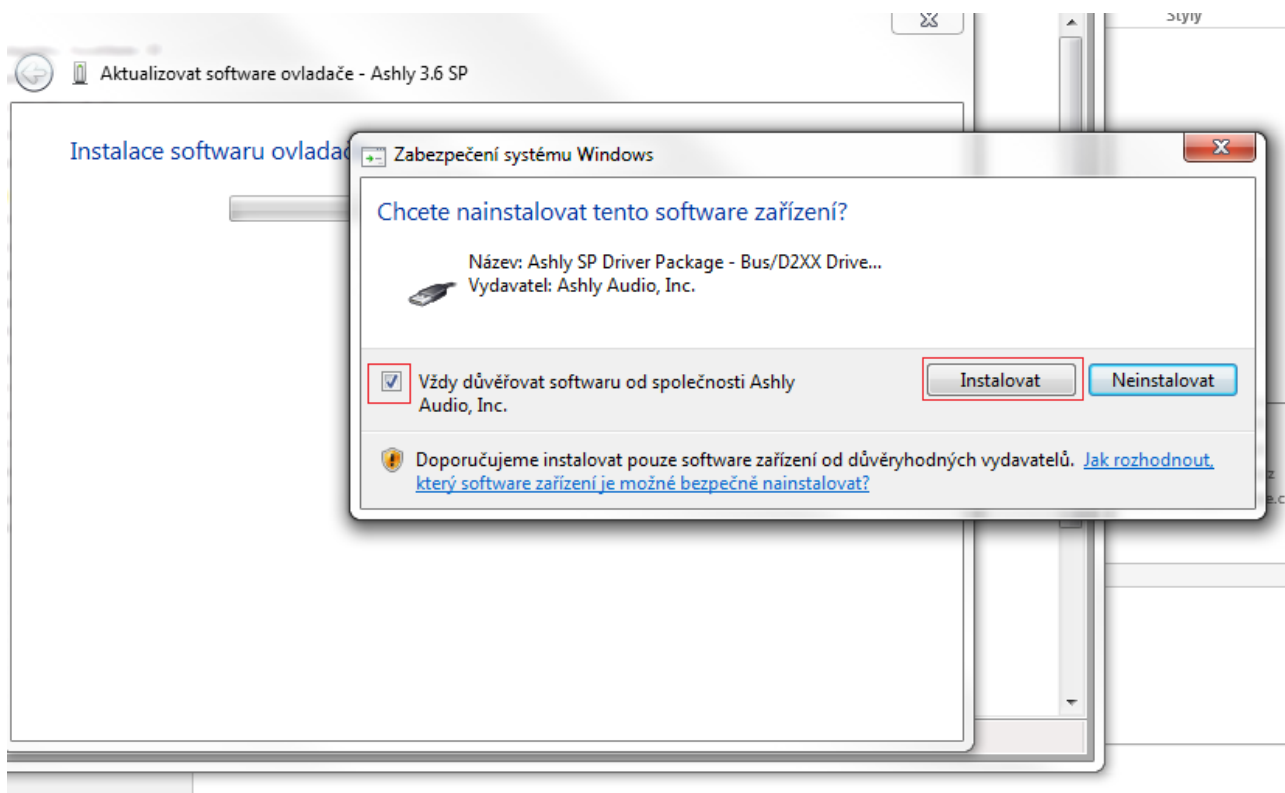 Styly
Aktualizovat software ovladače - Ashly 3.6 SP
Instalace softwaru ovladač
Zabezpečení systému Windows
Chcete nainstalovat tento software zařízení?
Název: Ashly SP Driver Package - Bus/D2XX Drive...
Vydavatel: Ashly Audio, Inc.
Vždy důvěřovat softwaru od společnosti Ashly
Audio, Inc.
Instalovat
Neinstalovat
Doporučujeme instalovat pouze software zařízení od důvěryhodných vydavatelů. Jak rozhodnout,
který software zařízení je možné bezpečně nainstalovat?
z
e.c